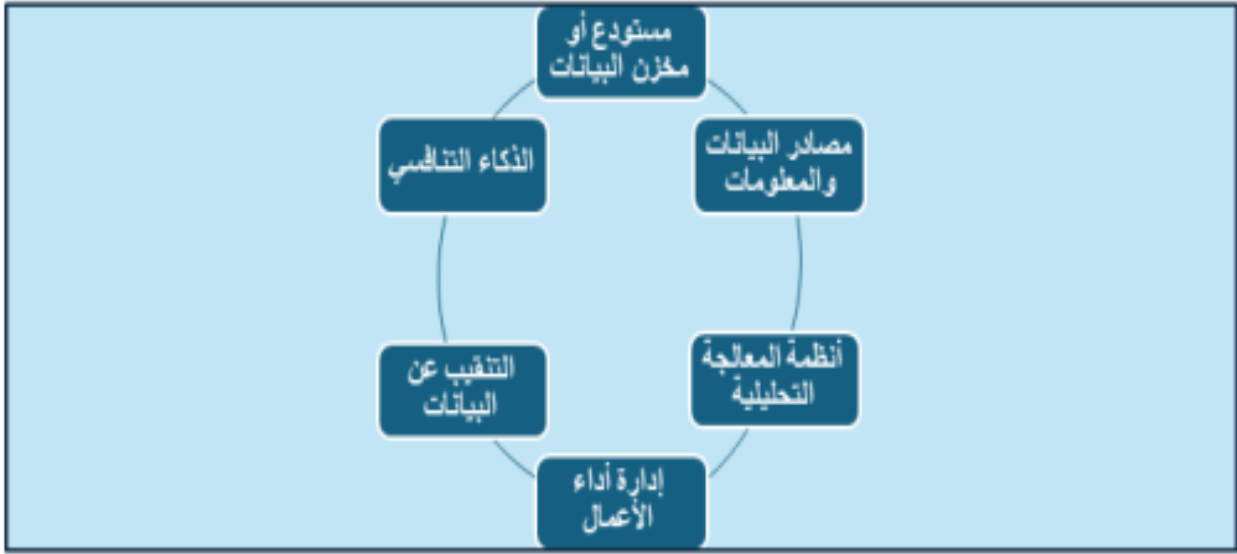 مستودع أو
مخزن البيانات
مصادر البيانات
والمعلومات
أنظمة المعالجة
التحليلية
إدارة أداء
الأعمال
التنقيب عن
البيانات
الذكاء التنافسي